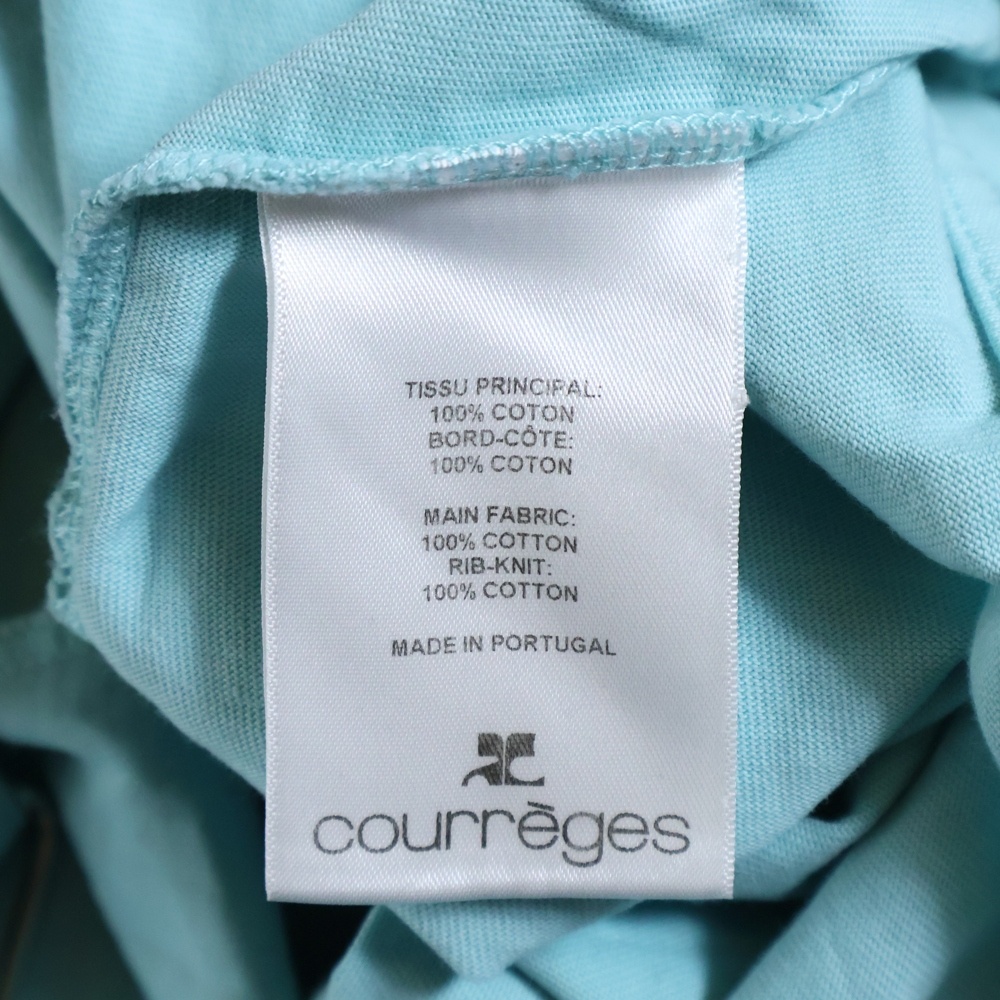 TISSU PRINCIPAL:
100% COTON
BORD-CÔTE:
100% COTON
MAIN FABRIC:
100% COTTON
RIB-KNIT:
100% COTTON
MADE IN PORTUGAL
courrèges